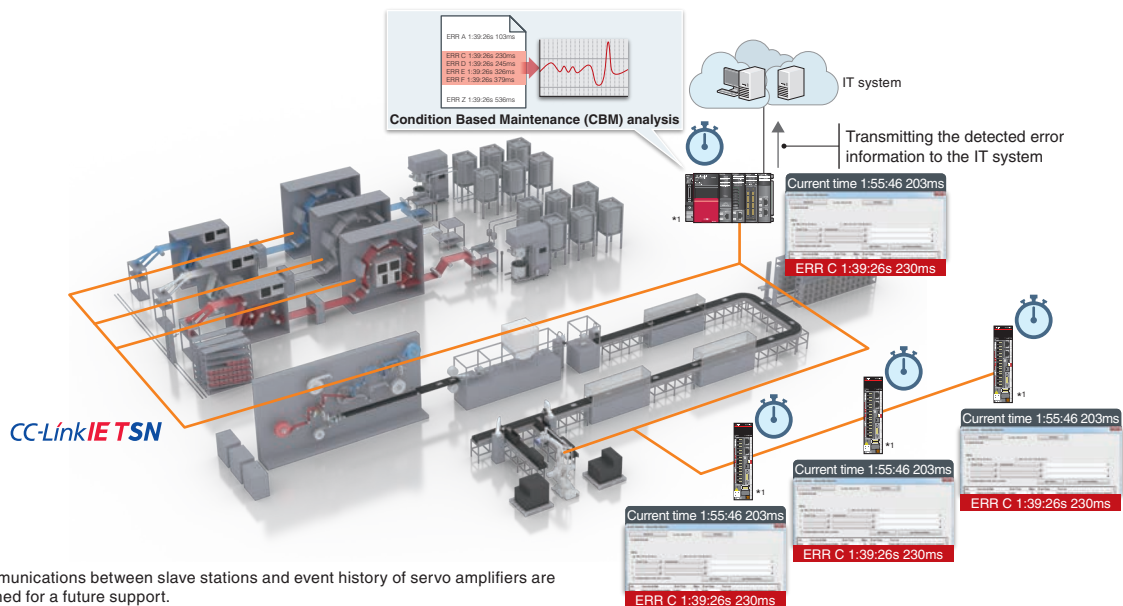 ERR A 1:39:26s 103ms
ERR C 1:39:26s 230ms
ERR D 1:39:26s 245ms
ERR E 1:39:26s 326ms
ERR F 1:39:26s 379ms
ERR Z 1:39:26s 536ms
Condition Based Maintenance (CBM) analysis
IT system
Transmitting the detected error
information to the IT system
*1
Current time 1:55:46 203ms
ERR C 1:39:26s 230ms
*1
Current time 1:55:46 203ms
ERR C 1:39:26s 230ms
*1
Current time 1:55:46 203ms
ERR C 1:39:26s 230ms
*1
Current time 1:55:46 203ms
ERR C 1:39:26s 230ms
CC-Link IE TSN
munications between slave stations and event history of servo amplifiers are
ned for a future support.